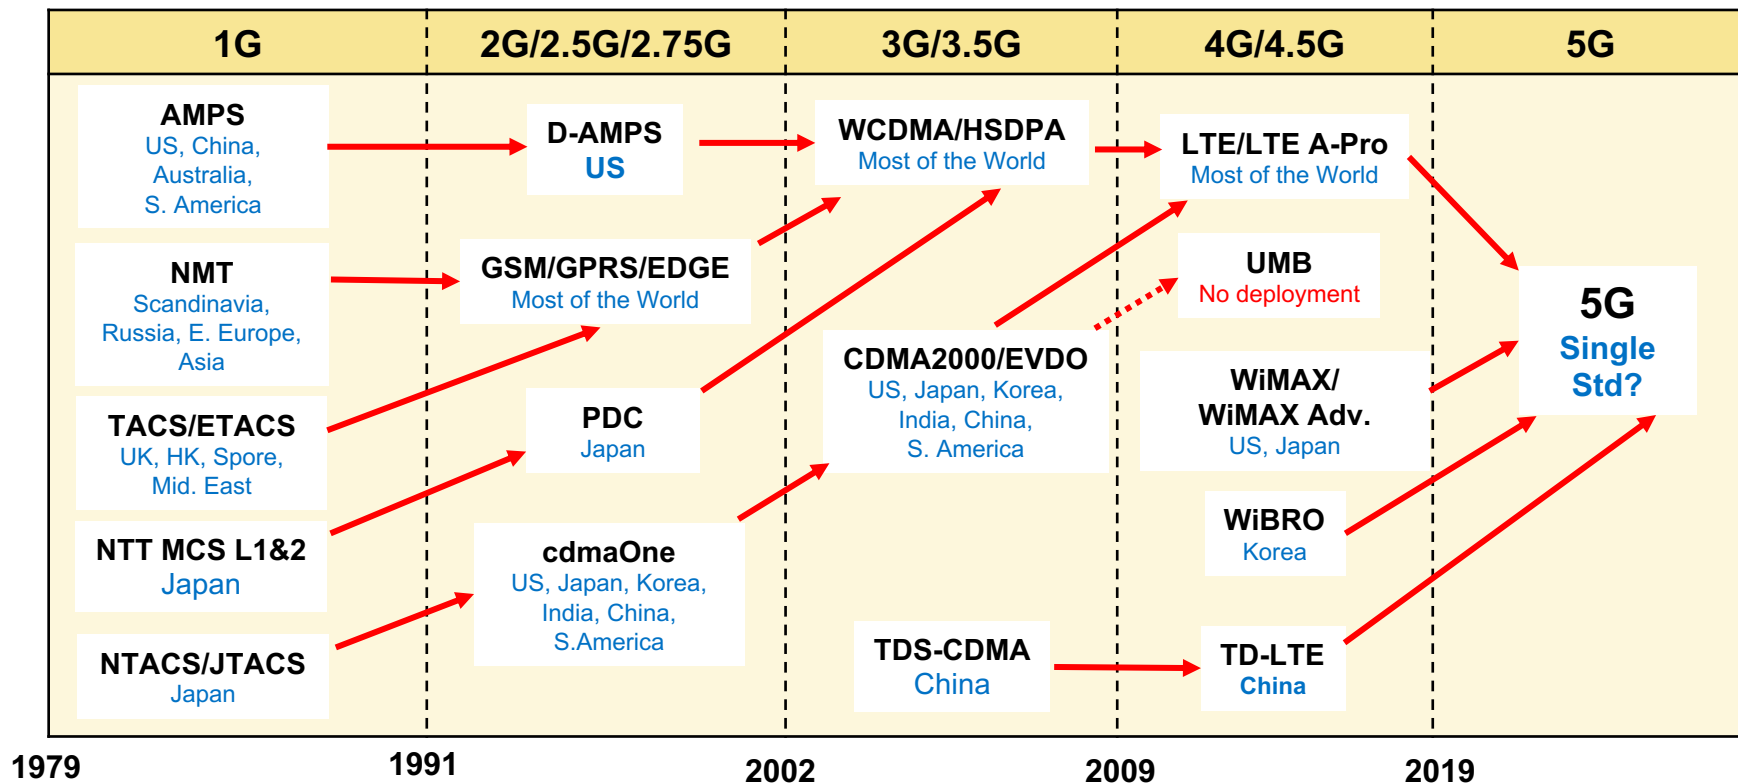 1G
2G/2.5G/2.75G
3G/3.5G
4G/4.5G
5G
AMPS
US, China,
Australia,
S. America
NMT
Scandinavia,
Russia, E. Europe,
Asia
TACS/ETACS
UK, HK, Spore,
Mid. East
NTT MCS L1&2
Japan
NTACS/JTACS
Japan
D-AMPS
US
GSM/GPRS/EDGE
Most of the World
PDC
Japan
cdmaOne
US, Japan, Korea,
India, China,
S.America
WCDMA/HSDPA
Most of the World
CDMA2000/EVDO
US, Japan, Korea,
India, China,
S. America
TDS-CDMA
China
LTE/LTE A-Pro
Most of the World
UMB
No deployment
WiMAX/
WiMAX Adv.
US, Japan
WiBRO
Korea
TD-LTE
China
5G
Single
Std?
1979
1991
2002
2009
2019